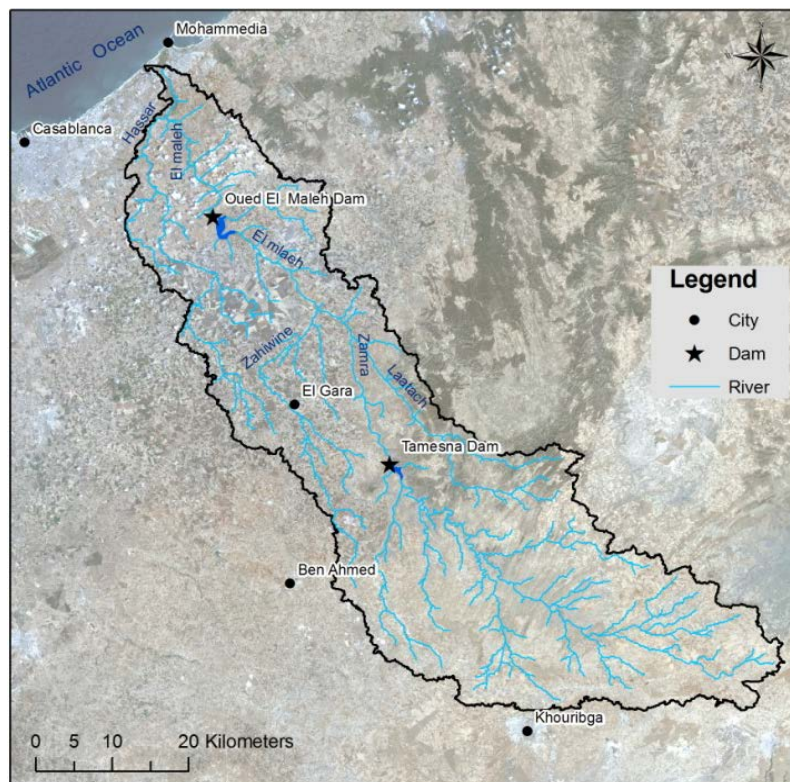 Mohammedia
Atlantic Ocean
Casablanca
Hassar
El maleh
Oued El Maleh Dam
El mlaeh
Legend
City
Dam
River
Zahiwine
Zamra
Laatach
El Gara
Tamesna Dam
Ben Ahmed
Khouribga
0 5 10 20 Kilometers